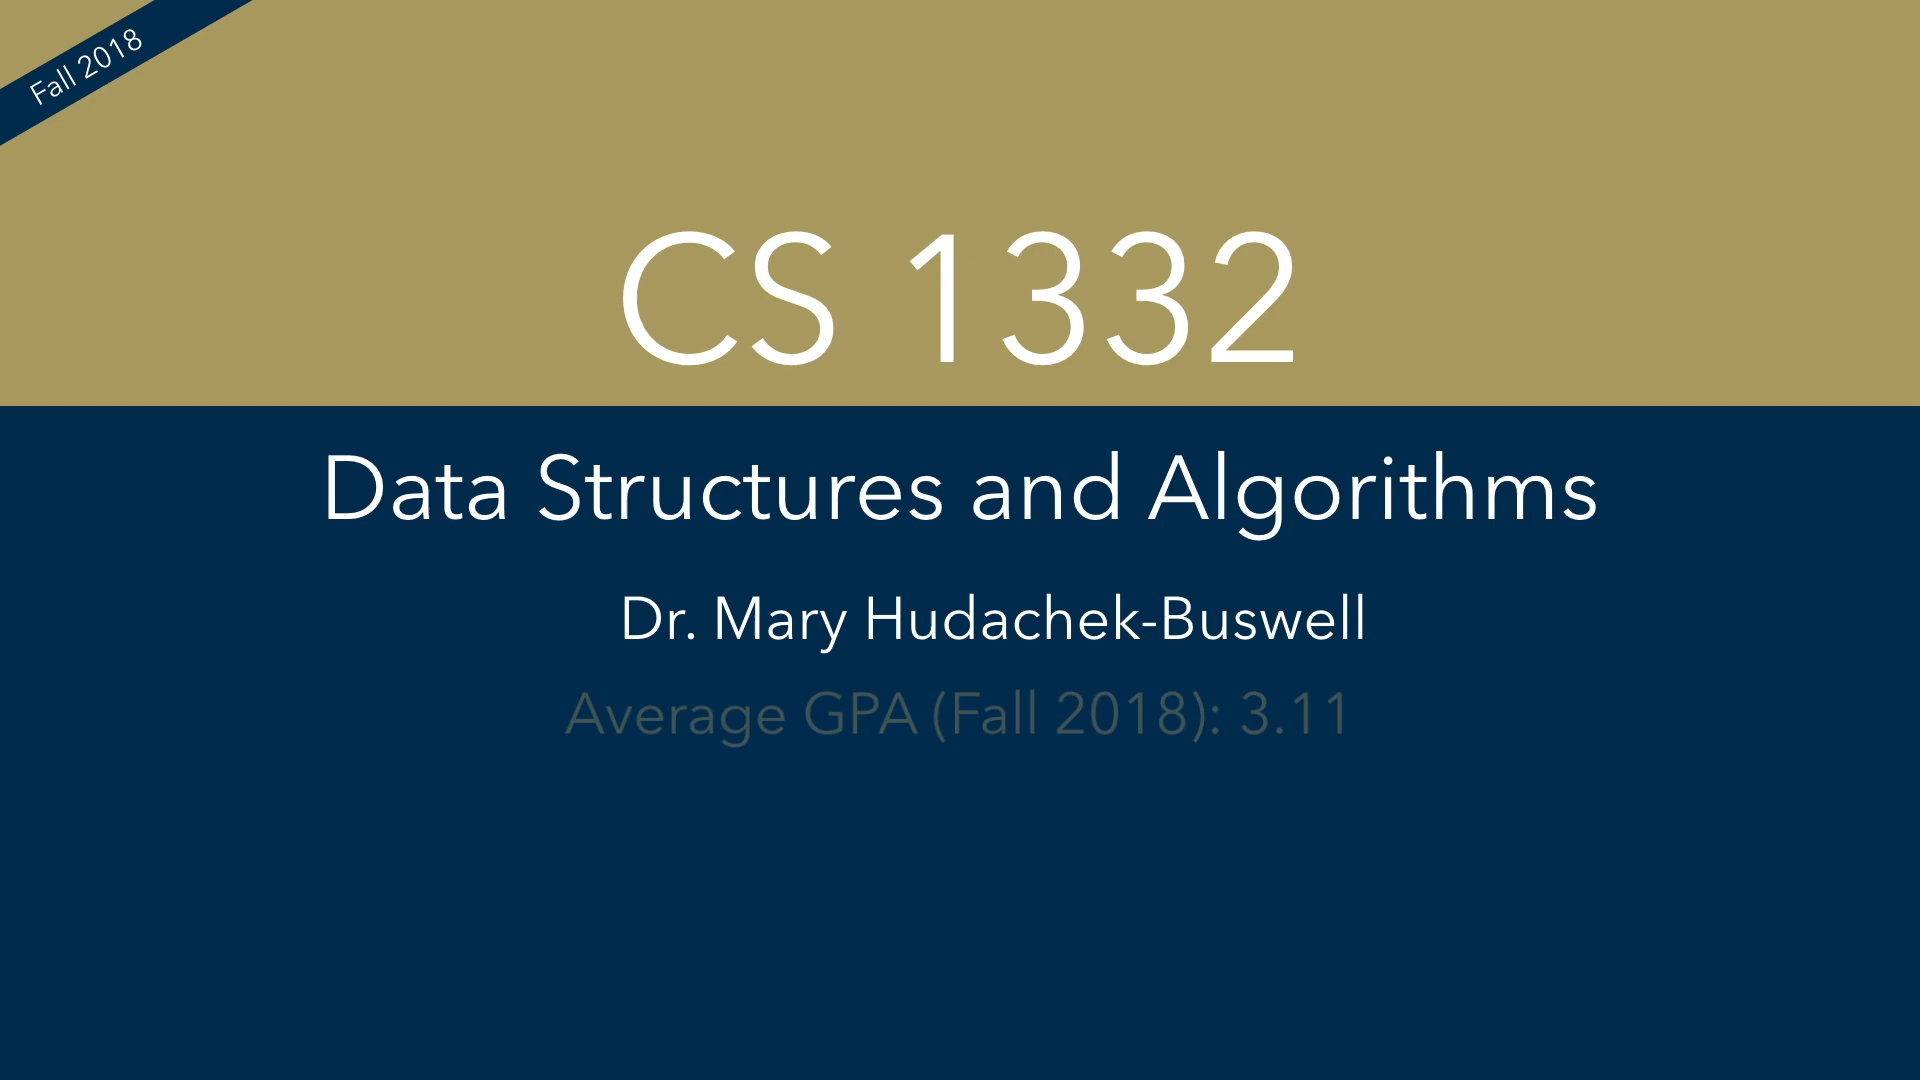 Fall 2018
CS 1332
Data Structures and Algorithms
Dr. Mary Hudachek-Buswell
Average GPA (Fall 2018): 3.11